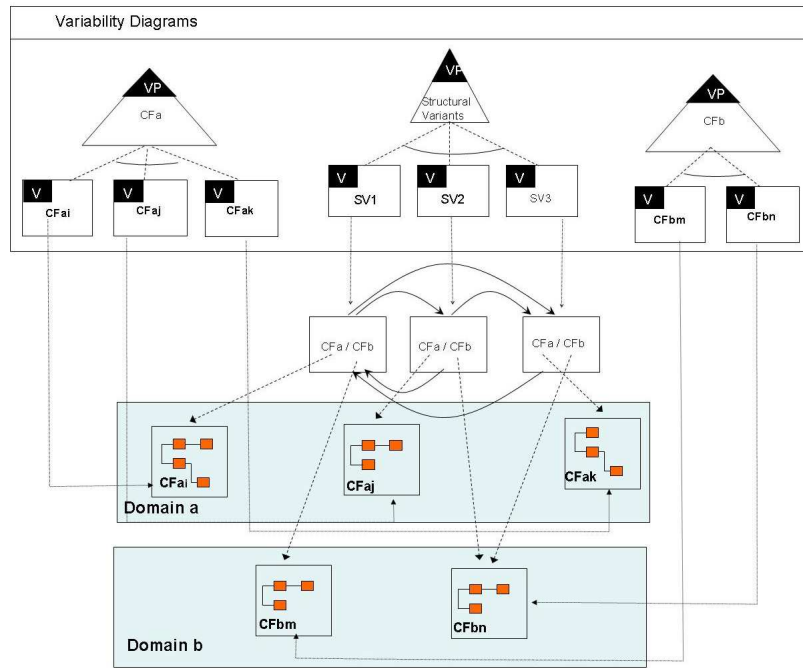 Variability Diagrams
VP
CFa
VP
Structural
Variants
VP
CFb
V
CFai
V
CFaj
V
CFak
V
SV1
V
SV2
V
SV3
V
CFbm
V
CFbn
CFa / CFb
CFa / CFb
CFa / CFb
CFai
CFaj
CFak
Domain a
CFbm
CFbn
Domain b